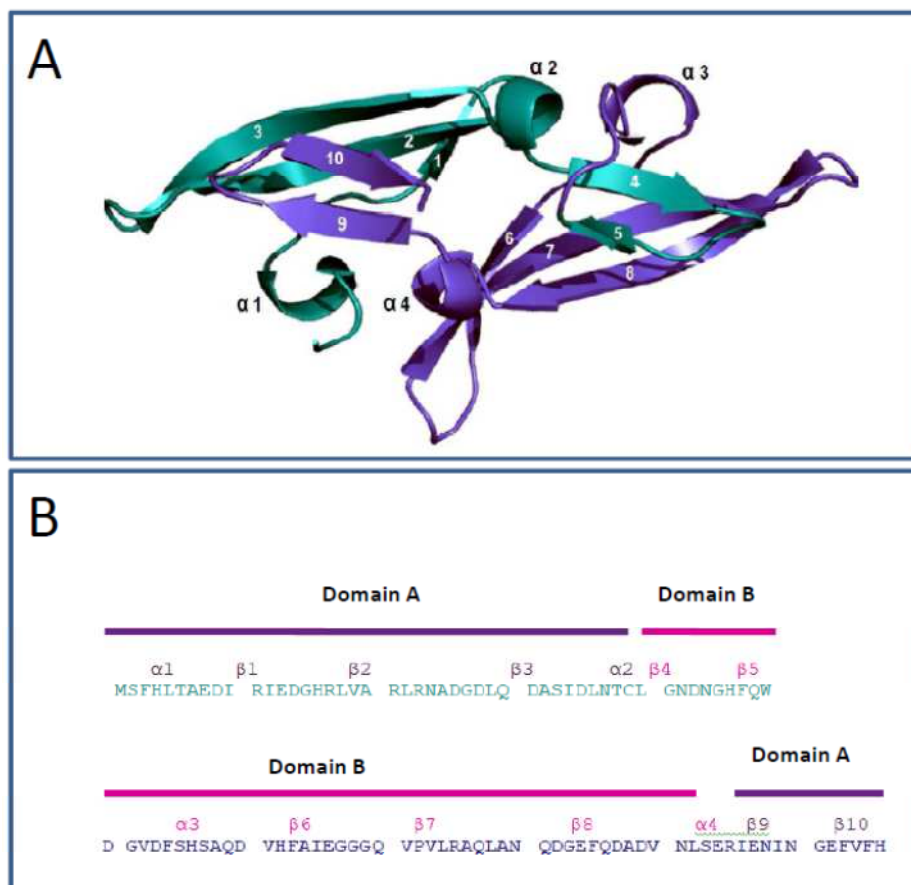 A
α 2
α 3
3
2
10
1
4
9
6
5
7
8
α 1
α 4
B
Domain A Domain B
α1 β1 β2 β3 α2 β4 β5
MSFHLTAEDI RIEDGHRLVA RLRNADGDLQ DASIDLNTCL GNDNGHFQW
Domain B Domain A
α3 β6 β7 β8 α4 β9 β10
D GVDFSHSAQD VHFAIEGGGQ VPVLRAQLAN QDGEFQDADV NLSERIENIN GEFVFH